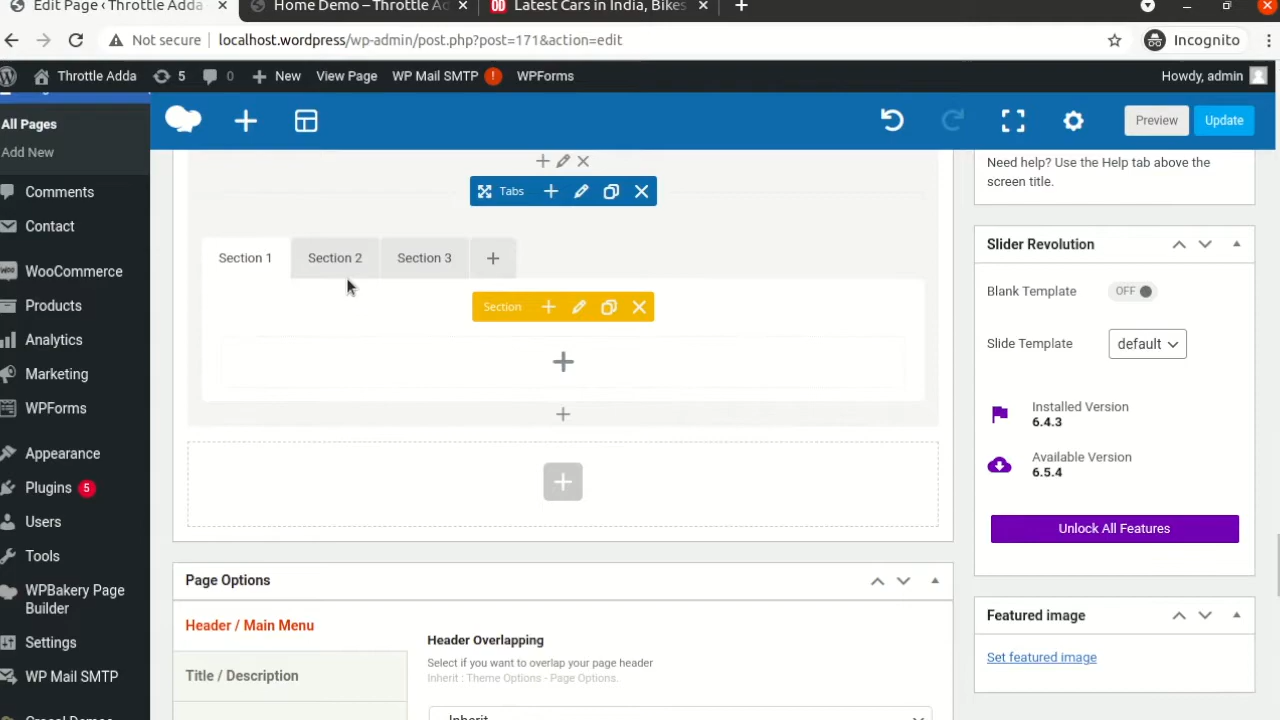 Edit Page ‹ Throttle Adda
Home Demo – Throttle Ad
DD Latest Cars in India, Bikes
Not secure
localhost.wordpress/wp-admin/post.php?post=171&action=edit
Incognito
Throttle Adda
5
0
New
View Page
WP Mail SMTP
!
WPForms
Howdy, admin
All Pages
Add New
Comments
Contact
WooCommerce
Products
Analytics
Marketing
WPForms
Appearance
Plugins 5
Users
Tools
WPBakery Page
Builder
Settings
WP Mail SMTP
Preview
Update
Tabs
Section 1
Section 2
Section 3
Section
Page Options
Header / Main Menu
Title / Description
Header Overlapping
Select if you want to overlap your page header
Inherit : Theme Options - Page Options.
Inherit
Need help? Use the Help tab above the
screen title.
Slider Revolution
Blank Template
OFF
Slide Template
default
Installed Version
6.4.3
Available Version
6.5.4
Unlock All Features
Featured image
Set featured image